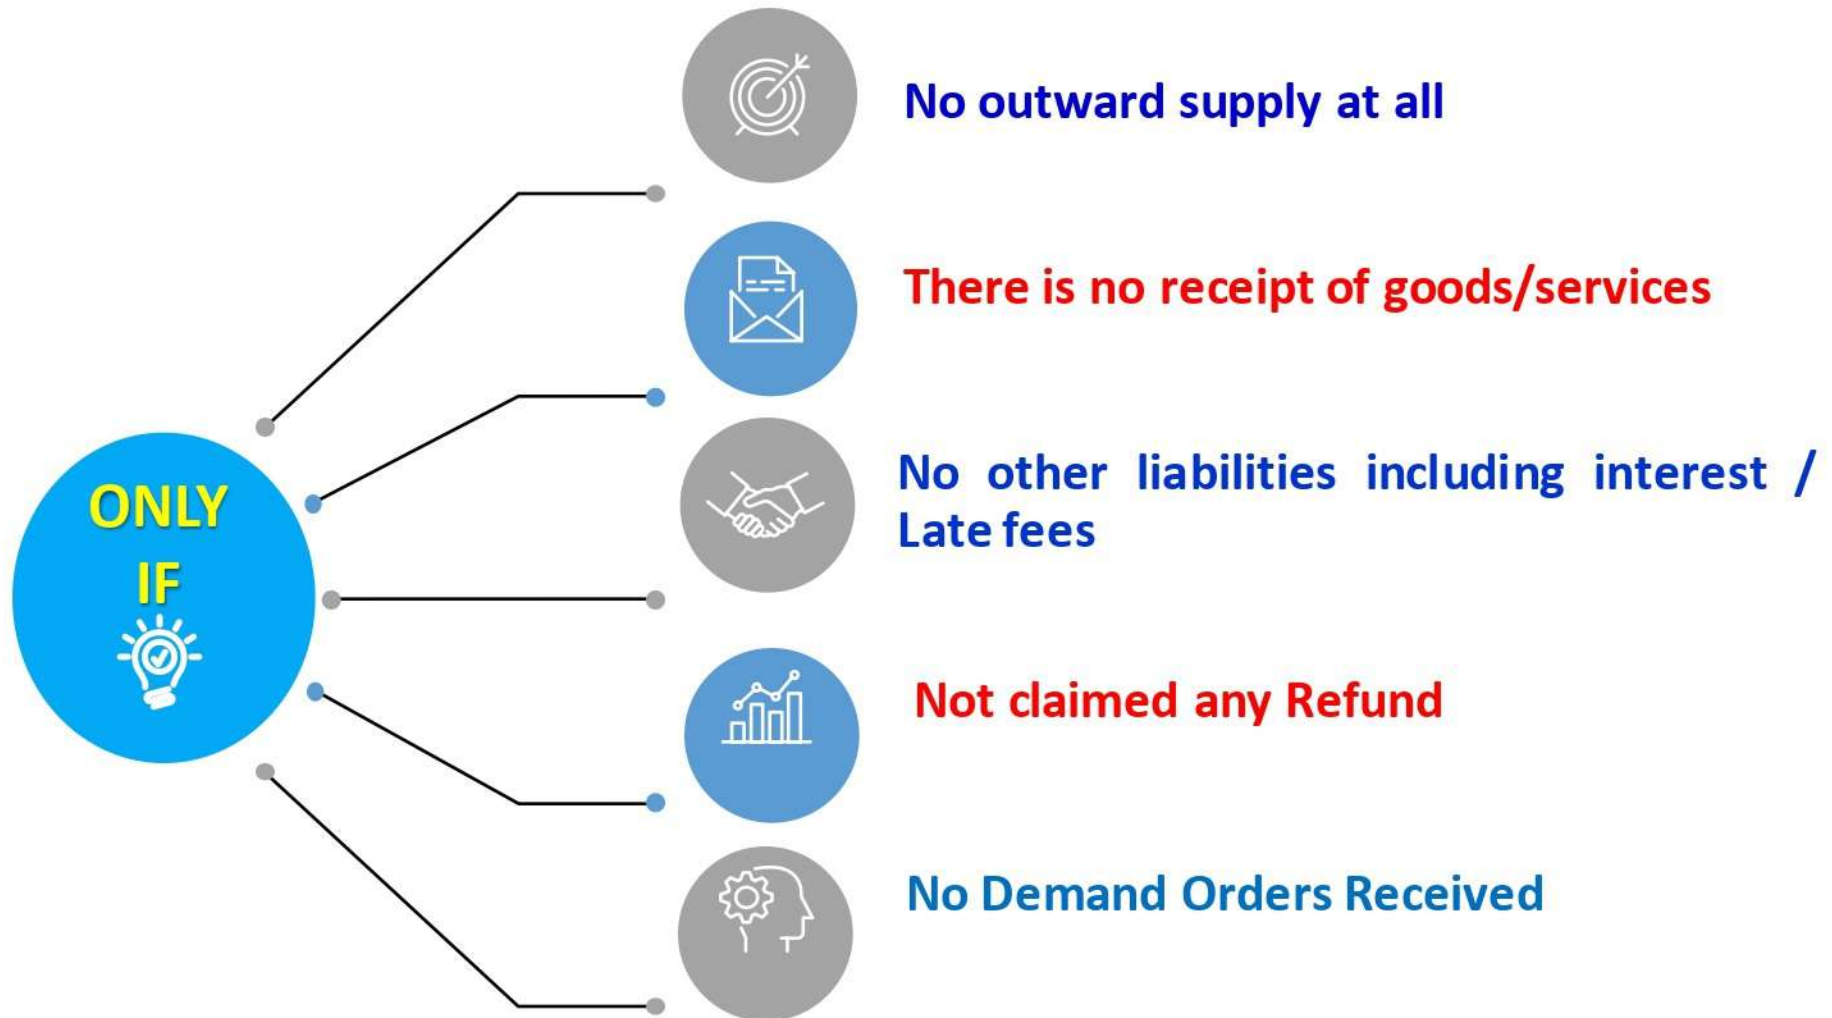 No outward supply at all
There is no receipt of goods/services
ONLY
IF
No other liabilities including interest /
Late fees
Not claimed any Refund
No Demand Orders Received